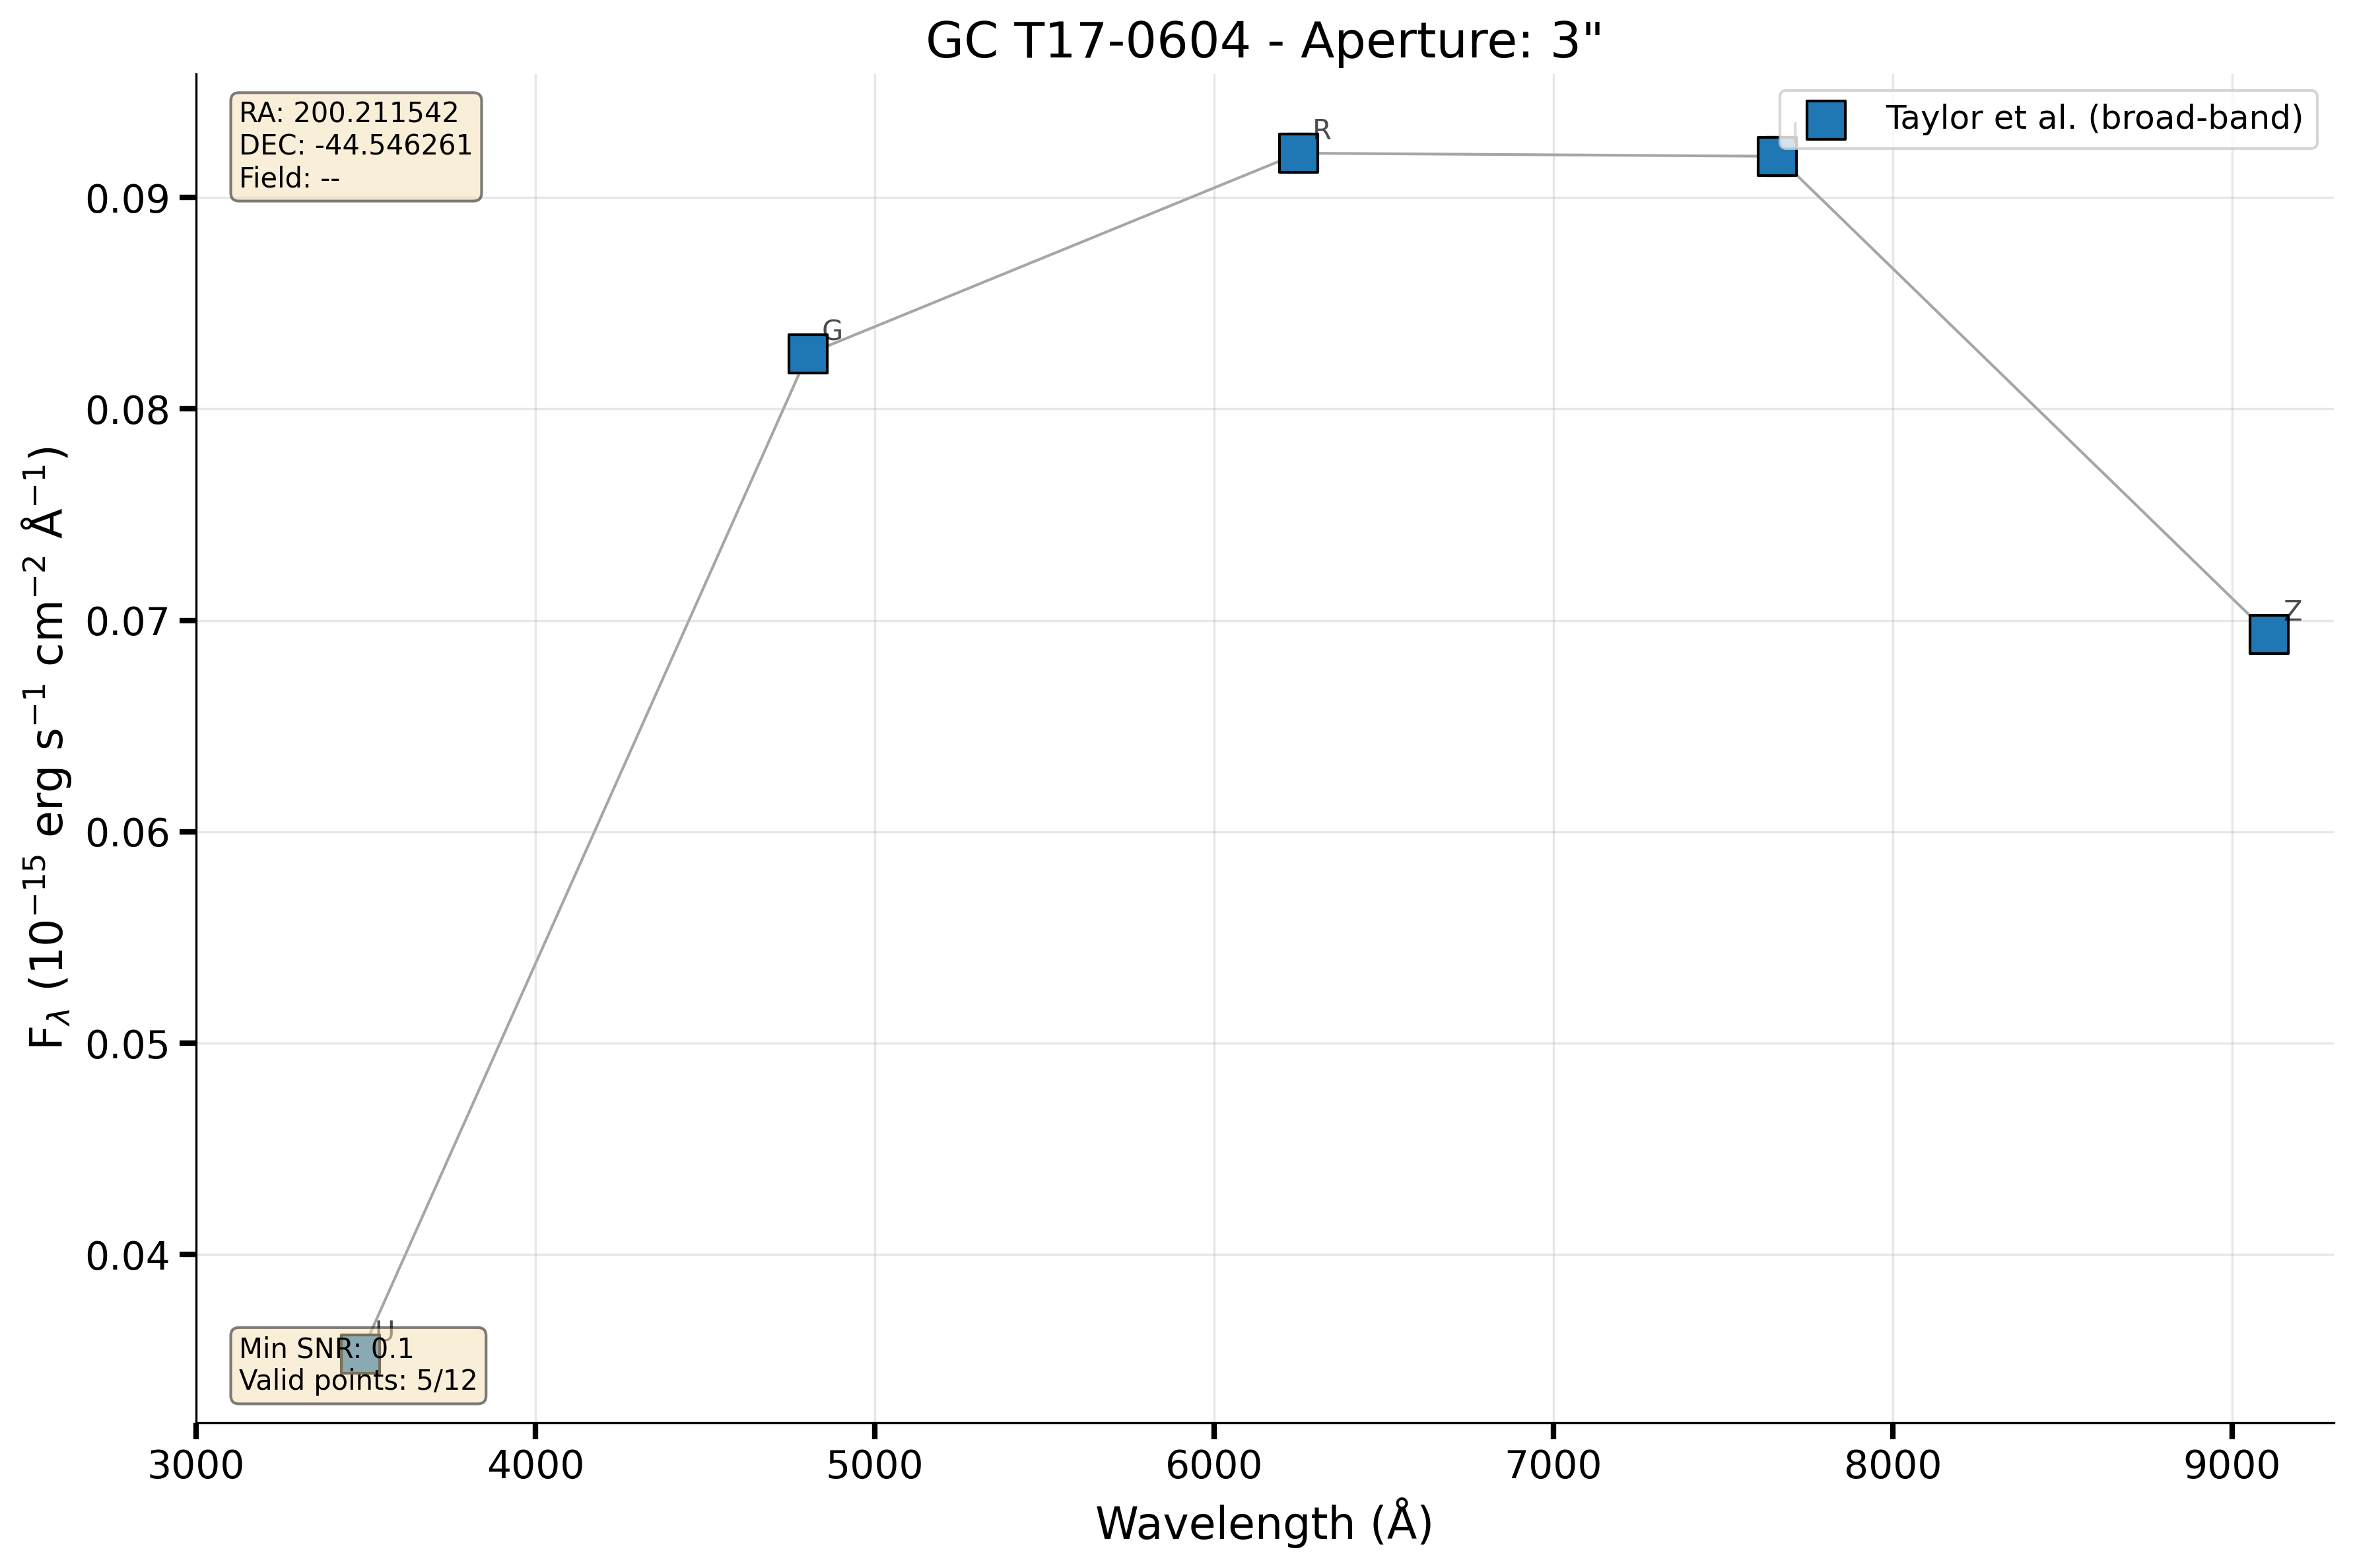 GC T17-0604 - Aperture: 3"
RA: 200.211542
DEC: -44.546261
Field: --
Taylor et al. (broad-band)
R
I
G
Z
U
Min SNR: 0.1
Valid points: 5/12
F_λ (10⁻¹⁵ erg s⁻¹ cm⁻² Å⁻¹)
0.09
0.08
0.07
0.06
0.05
0.04
3000 4000 5000 6000 7000 8000 9000
Wavelength (Å)